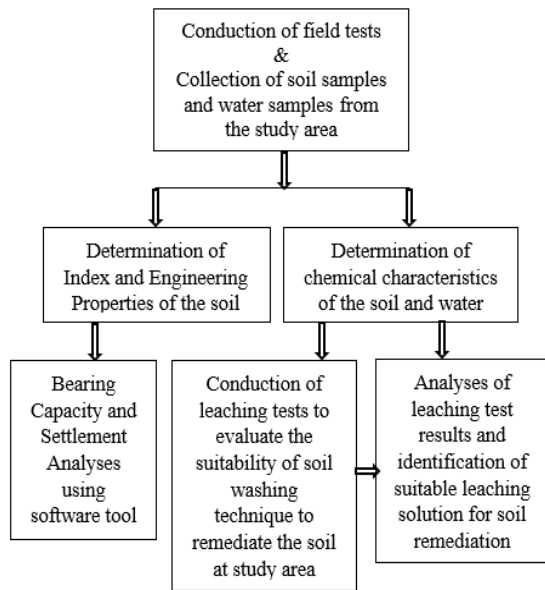 Conduction of field tests
&
Collection of soil samples
and water samples from
the study area
Determination of
Index and Engineering
Properties of the soil
Determination of
chemical characteristics
of the soil and water
Bearing
Capacity and
Settlement
Analyses
using
software tool
Conduction of
leaching tests to
evaluate the
suitability of soil
washing
technique to
remediate the soil
at study area
Analyses of
leaching test
results and
identification of
suitable leaching
solution for soil
remediation